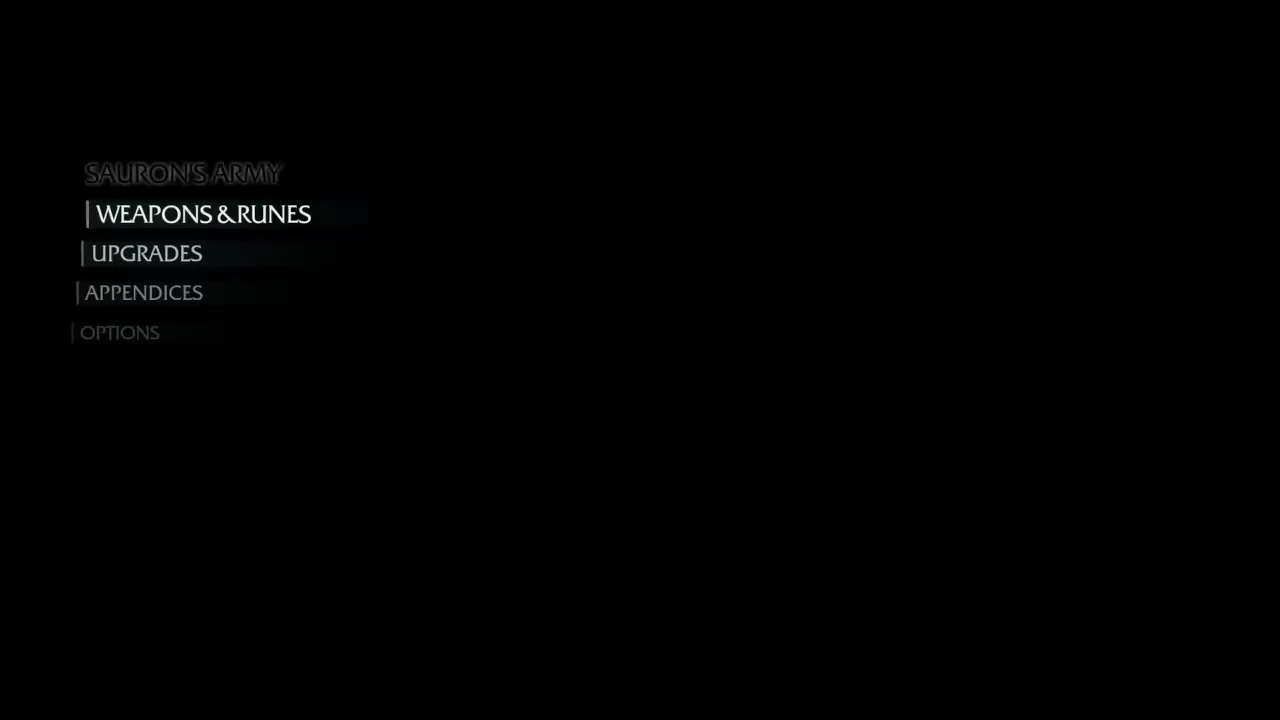 SAURON'S ARMY
WEAPONS & RUNES
UPGRADES
APPENDICES
OPTIONS